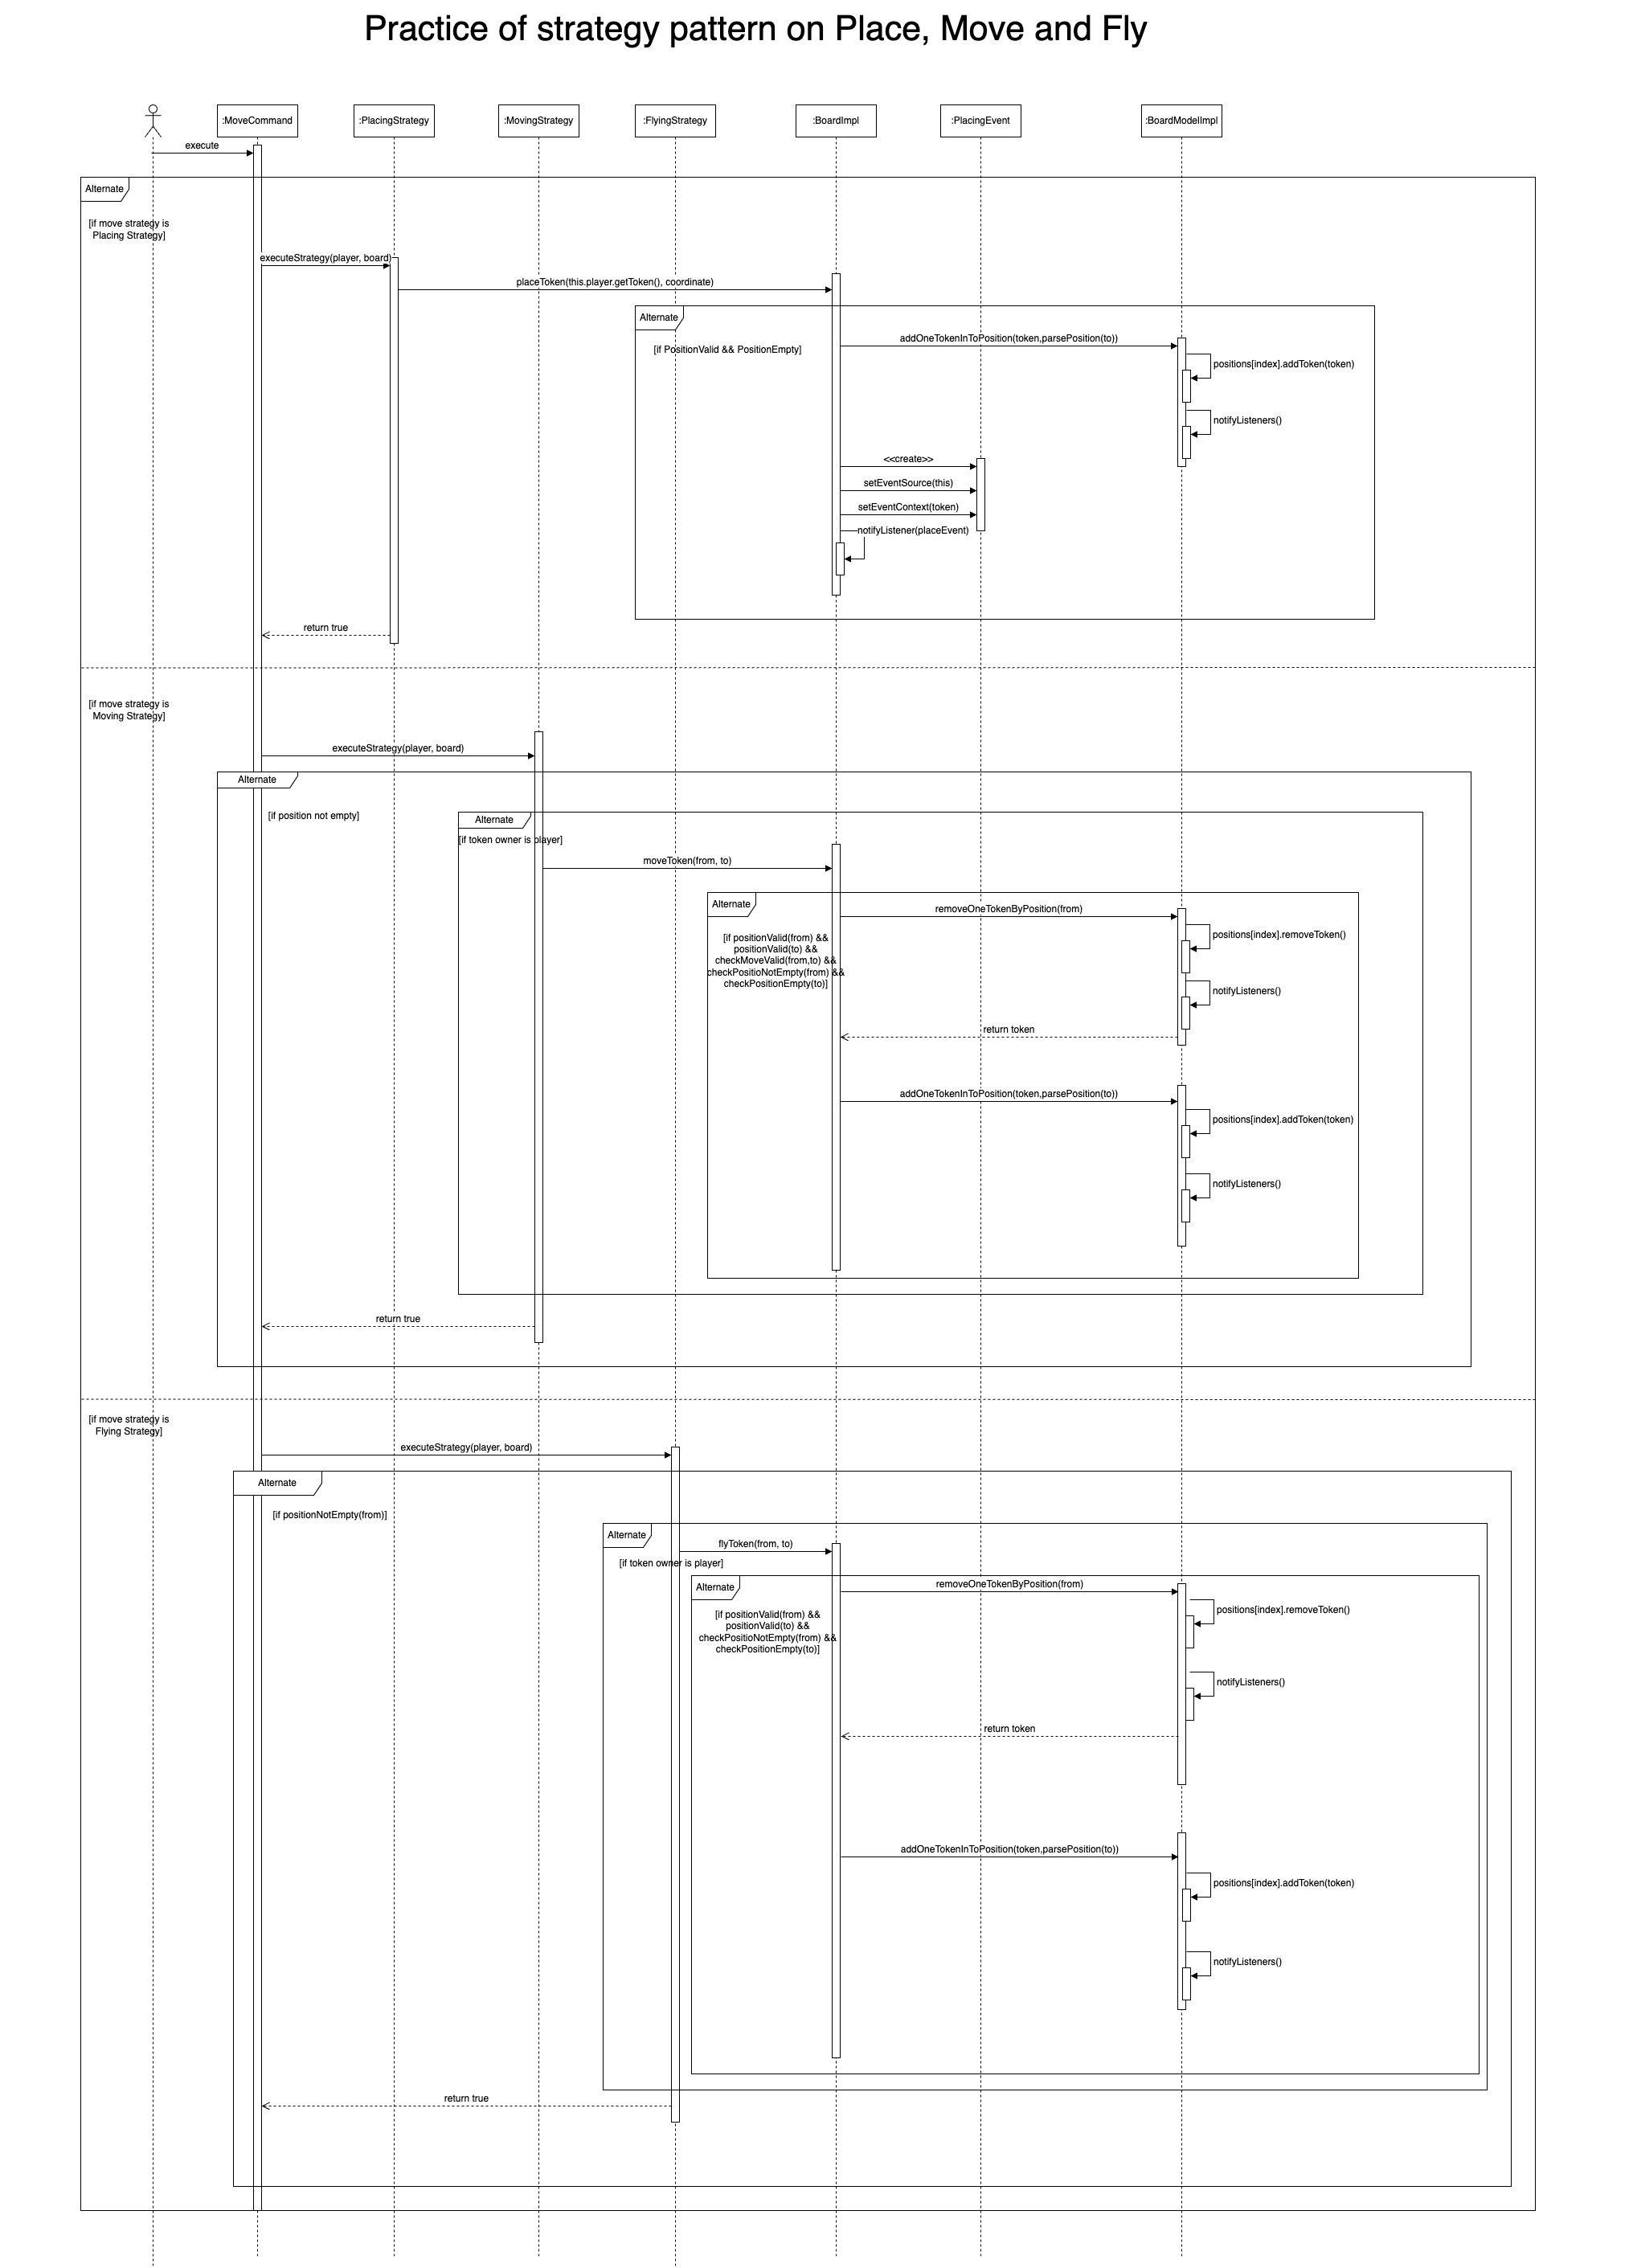 Practice of strategy pattern on Place, Move and Fly
:MoveCommand
:PlacingStrategy
:MovingStrategy
:FlyingStrategy
:BoardImpl
:PlacingEvent
:BoardModelImpl
execute
Alternate
[if move strategy is
Placing Strategy]
executeStrategy(player, board)
placeToken(this.player.getToken(), coordinate)
Alternate
[if PositionValid && PositionEmpty]
addOneTokenInToPosition(token,parsePosition(to))
positions[index].addToken(token)
notifyListeners()
<<create>>
setEventSource(this)
setEventContext(token)
notifyListener(placeEvent)
return true
[if move strategy is
Moving Strategy]
executeStrategy(player, board)
Alternate
[if position not empty]
Alternate
[if token owner is player]
moveToken(from, to)
Alternate
[if positionValid(from) &&
positionValid(to) &&
checkMoveValid(from,to) &&
checkPositioNotEmpty(from) &&
checkPositionEmpty(to)]
removeOneTokenByPosition(from)
positions[index].removeToken()
notifyListeners()
return token
addOneTokenInToPosition(token,parsePosition(to))
positions[index].addToken(token)
notifyListeners()
return true
[if move strategy is
Flying Strategy]
executeStrategy(player, board)
Alternate
[if positionNotEmpty(from)]
Alternate
flyToken(from, to)
[if token owner is player]
Alternate
removeOneTokenByPosition(from)
[if positionValid(from) &&
positionValid(to) &&
checkPositioNotEmpty(from) &&
checkPositionEmpty(to)]
positions[index].removeToken()
notifyListeners()
return token
addOneTokenInToPosition(token,parsePosition(to))
positions[index].addToken(token)
notifyListeners()
return true